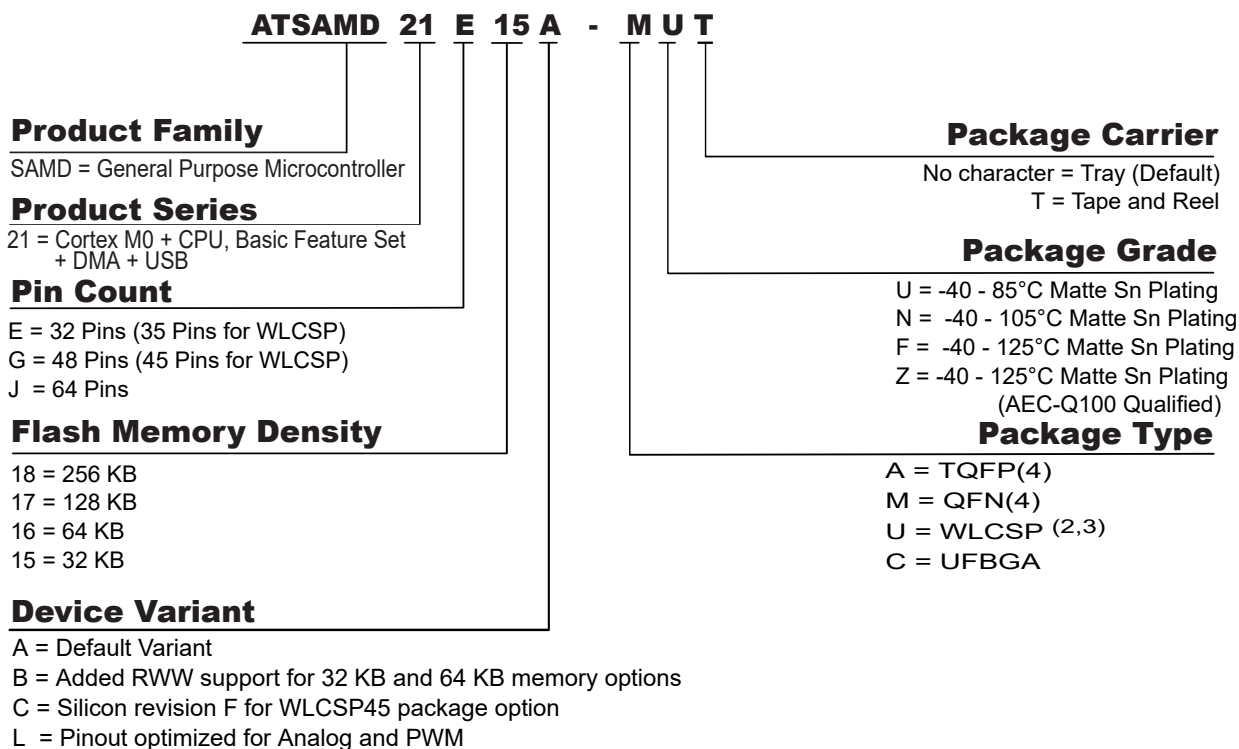 ATSAMD 21 E 15 A - M U T
Product Family
SAMD = General Purpose Microcontroller
Product Series
21 = Cortex M0 + CPU, Basic Feature Set
+ DMA + USB
Pin Count
E = 32 Pins (35 Pins for WLCSP)
G = 48 Pins (45 Pins for WLCSP)
J = 64 Pins
Flash Memory Density
18 = 256 KB
17 = 128 KB
16 = 64 KB
15 = 32 KB
Device Variant
A = Default Variant
B = Added RWW support for 32 KB and 64 KB memory options
C = Silicon revision F for WLCSP45 package option
L = Pinout optimized for Analog and PWM
Package Carrier
No character = Tray (Default)
T = Tape and Reel
Package Grade
U = -40 - 85°C Matte Sn Plating
N = -40 - 105°C Matte Sn Plating
F = -40 - 125°C Matte Sn Plating
Z = -40 - 125°C Matte Sn Plating
(AEC-Q100 Qualified)
Package Type
A = TQFP(4)
M = QFN(4)
U = WLCSP (2,3)
C = UFBGA